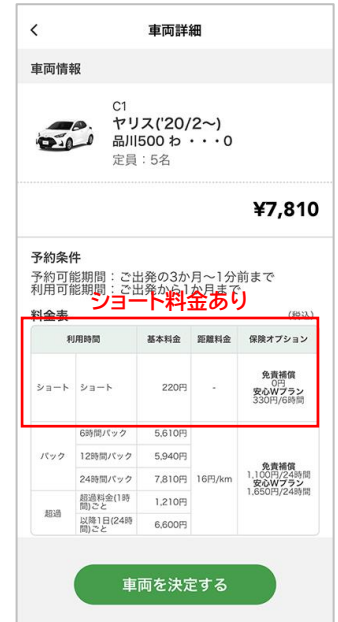 車両詳細
車両情報
C1
ヤリス('20/2〜)
品川500 わ ・・・0
定員：5名
¥7,810
予約条件
予約可能期間：ご出発の3か月〜1分前まで
利用可能期間：ご出発から1か月まで
ショート料金あり
料金表 (税込)
利用時間 基本料金 距離料金 保険オプション
ショート ショート 220円 - 免責補償
0円
安心Wプラン
330円/6時間
パック 6時間パック 5,610円
12時間パック 5,940円
24時間パック 7,810円 16円/km 免責補償
1,100円/24時間
安心Wプラン
1,650円/24時間
超過 超過料金(1時
間)ごと 1,210円
以降1日(24時
間)ごと 6,600円
車両を決定する